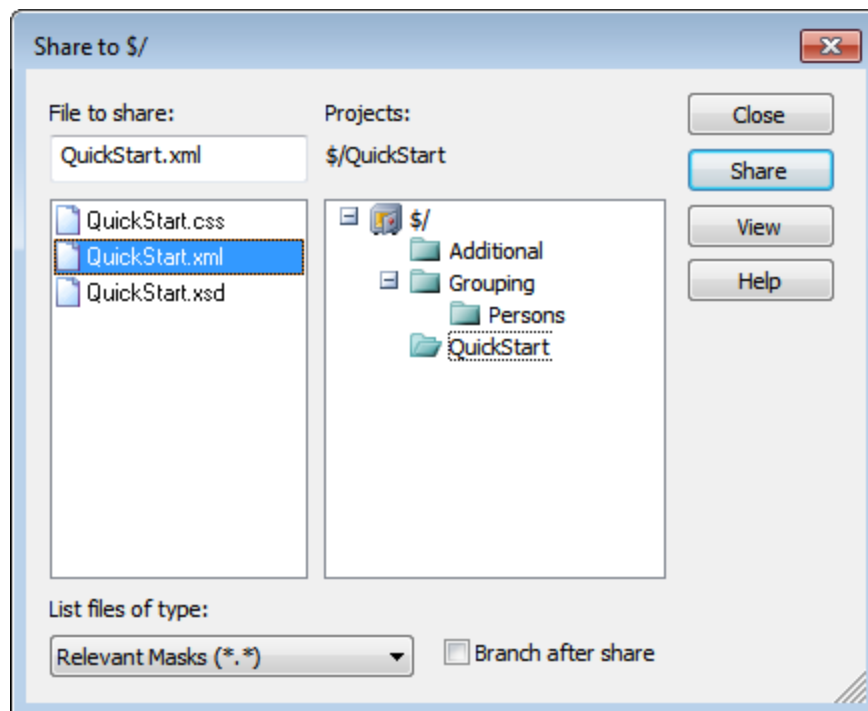 Share to $/
File to share:
QuickStart.xml
QuickStart.css
QuickStart.xml
QuickStart.xsd
Projects:
$/QuickStart
$/
Additional
Grouping
Persons
QuickStart
Close
Share
View
Help
List files of type:
Relevant Masks (*.*)
Branch after share